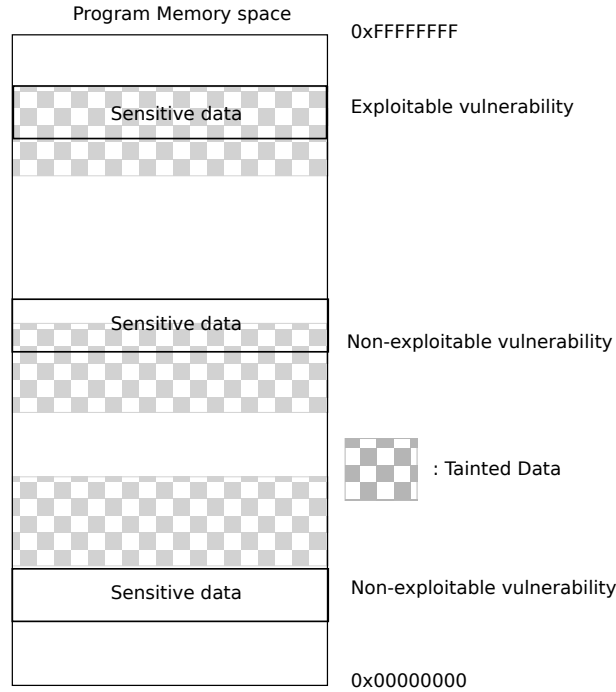 Program Memory space
0xFFFFFFFF
Sensitive data
Exploitable vulnerability
Sensitive data
Non-exploitable vulnerability
: Tainted Data
Sensitive data
Non-exploitable vulnerability
0x00000000